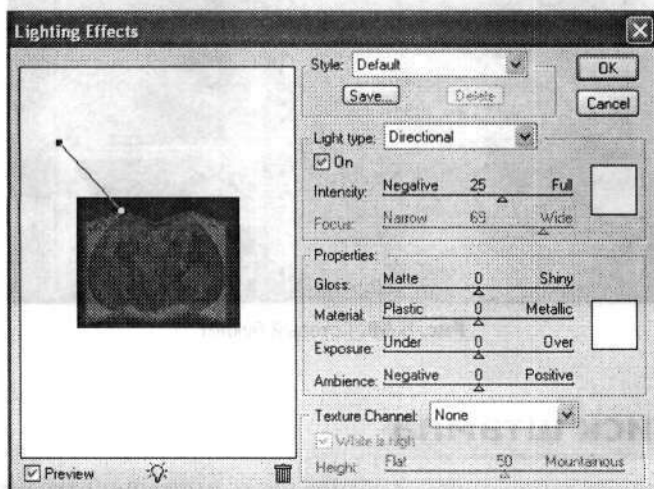 Lighting Effects
Style: Default
OK
Save...
Delete
Cancel
Light type: Directional
On
Intensity: Negative 25 Full
Focus: Narrow 69 Wide
Properties:
Gloss: Matte 0 Shiny
Material: Plastic 0 Metallic
Exposure: Under 0 Over
Ambience: Negative 0 Positive
Texture Channel: None
White is high
Height: Flat 50 Mountainous
Preview